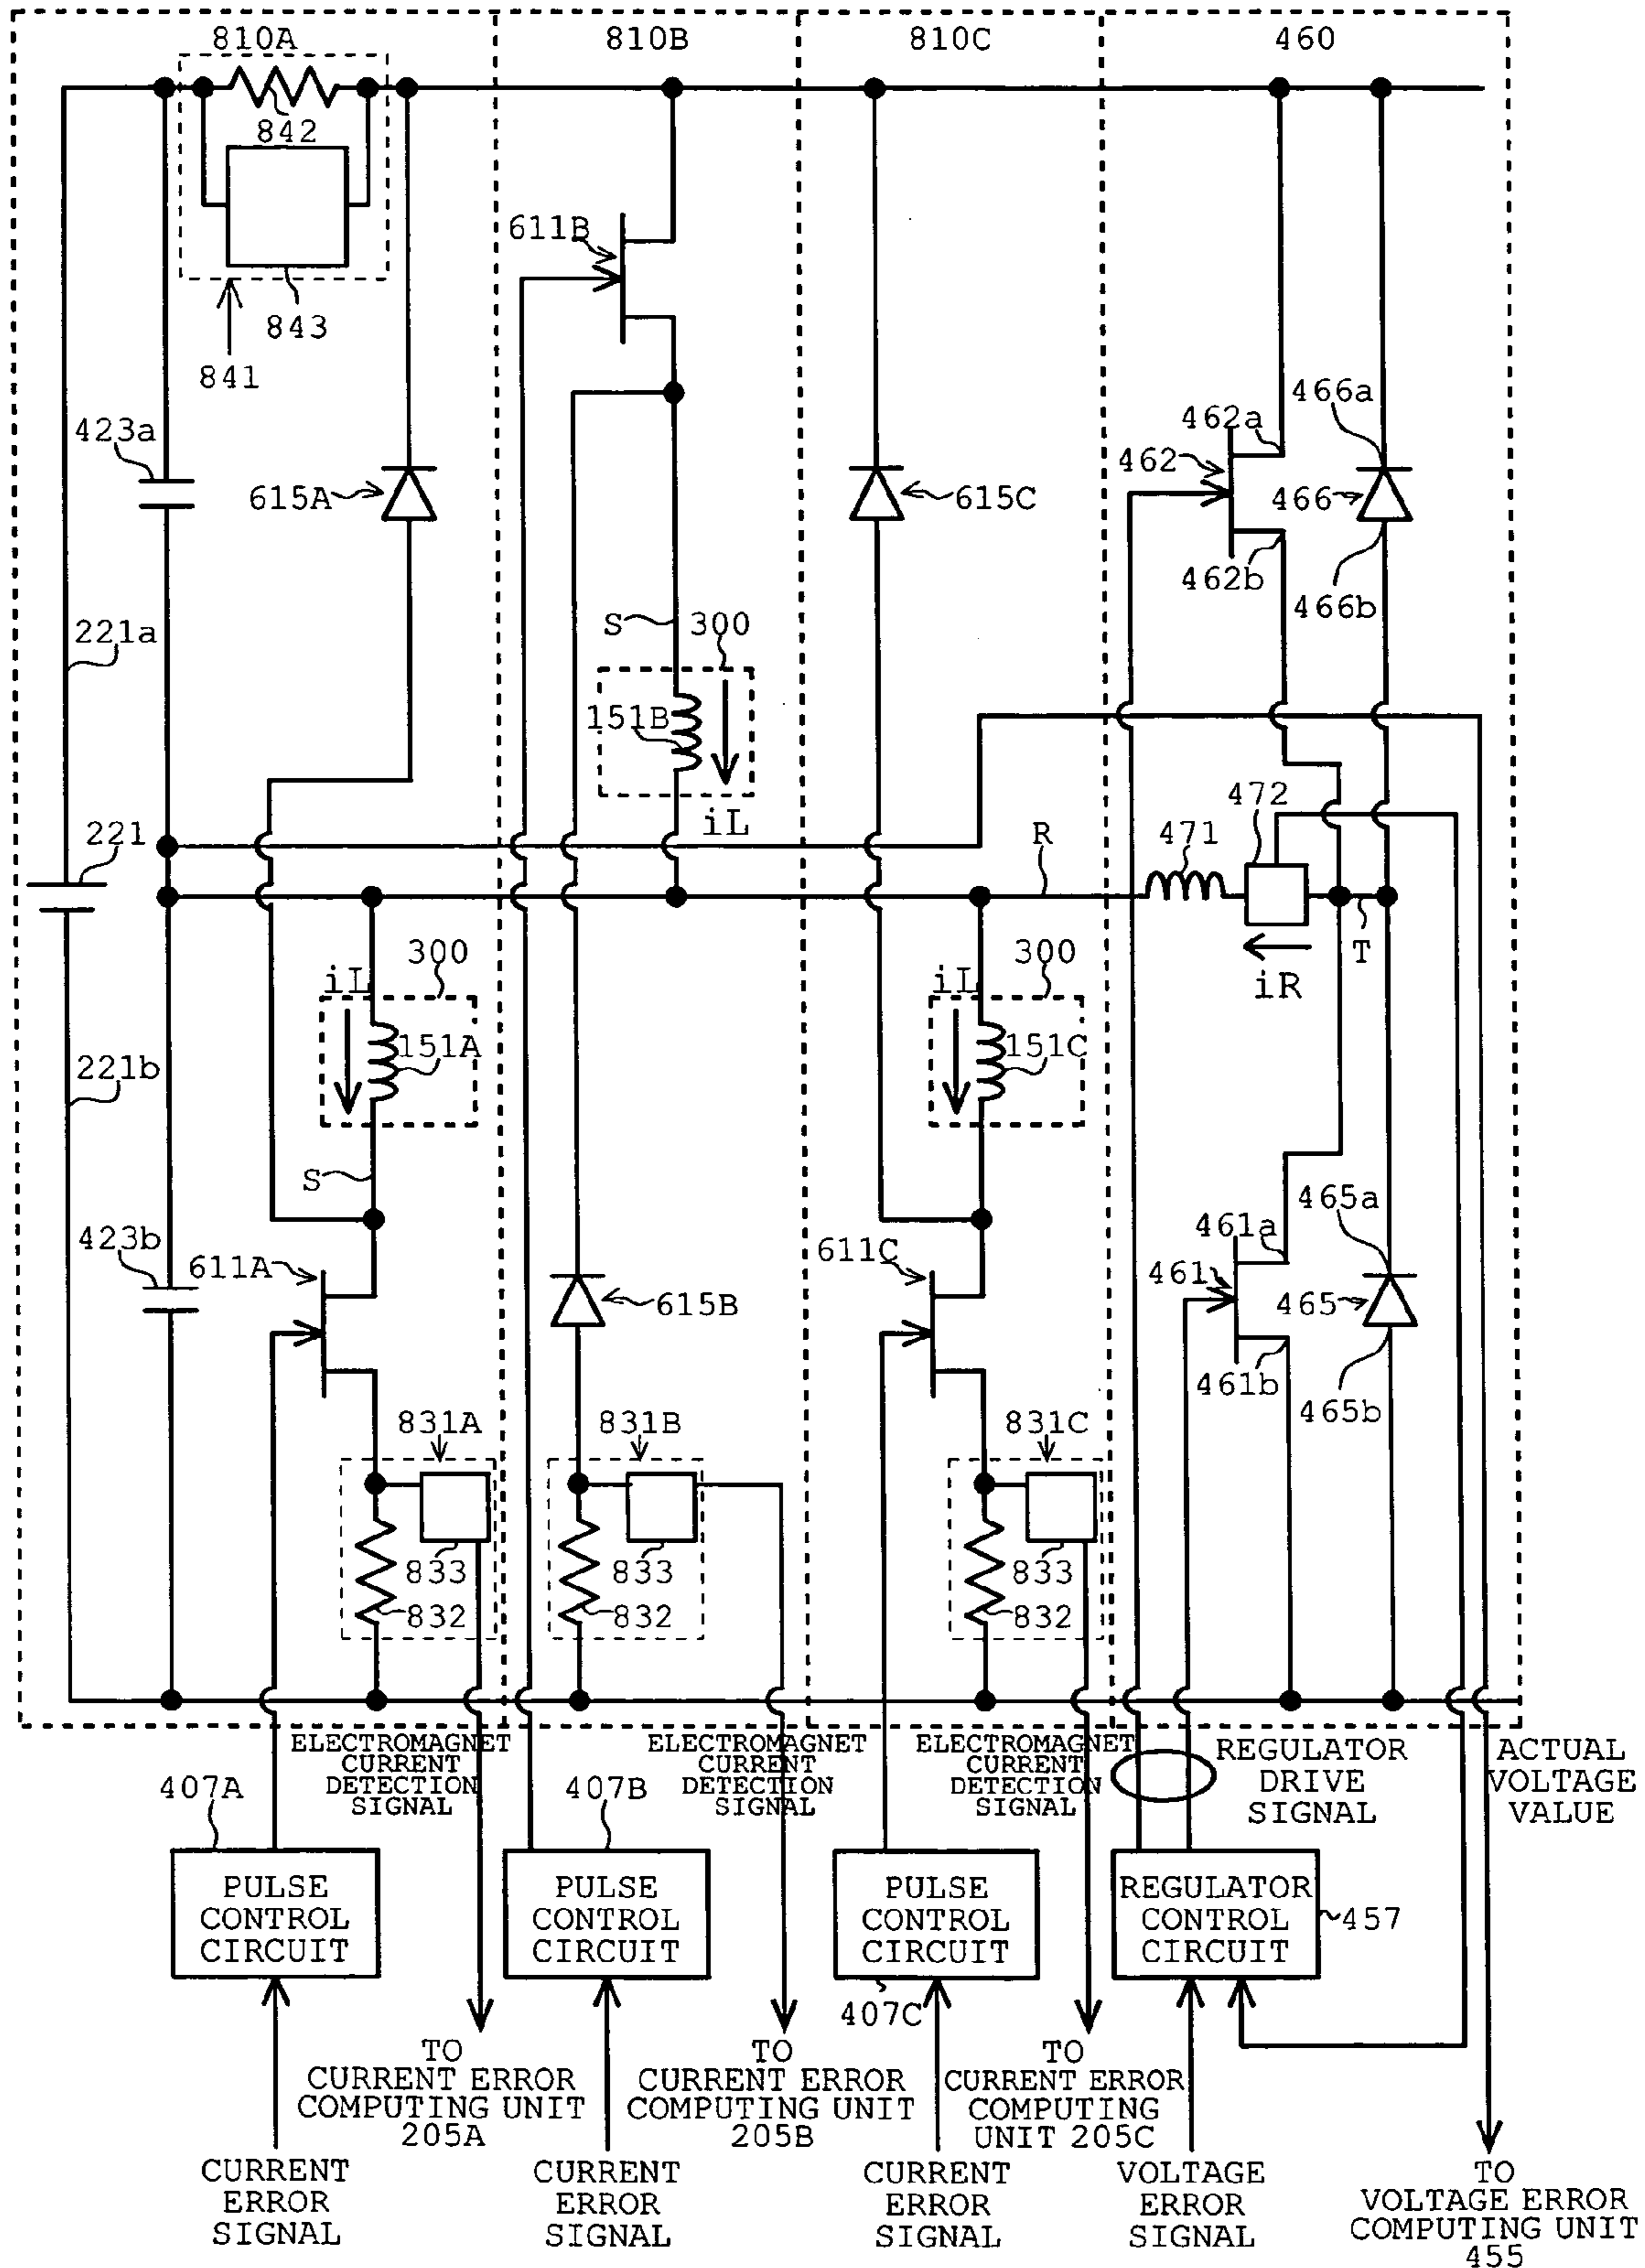 810A 810B 810C 460
842
843
841
611B
423a
615A
615C
462a
462
462b
466a
466
466b
221a
S 300
151B
iL
472
471
R
221
T
iR
300
iL
151A
300
iL
151C
221b
S
423b
611A
615B
611C
461a
461
461b
465a
465
465b
831A 831B 831C
833 833 833
832 832 832
ELECTROMAGNET
CURRENT
DETECTION
SIGNAL
ELECTROMAGNET
CURRENT
DETECTION
SIGNAL
ELECTROMAGNET
CURRENT
DETECTION
SIGNAL
REGULATOR
DRIVE
SIGNAL
ACTUAL
VOLTAGE
VALUE
407A
407B
PULSE
CONTROL
CIRCUIT
PULSE
CONTROL
CIRCUIT
PULSE
CONTROL
CIRCUIT
REGULATOR
CONTROL
CIRCUIT
457
407C
TO
CURRENT ERROR
COMPUTING UNIT
205A
TO
CURRENT ERROR
COMPUTING UNIT
205B
TO
CURRENT ERROR
COMPUTING
UNIT 205C
CURRENT
ERROR
SIGNAL
CURRENT
ERROR
SIGNAL
CURRENT
ERROR
SIGNAL
VOLTAGE
ERROR
SIGNAL
TO
VOLTAGE ERROR
COMPUTING UNIT
455